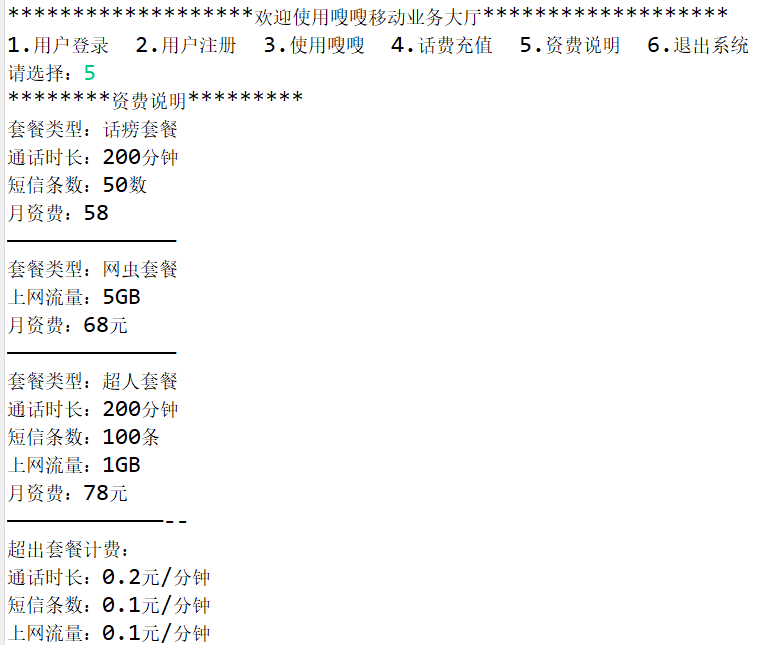 *******************欢迎使用嗖嗖移动业务大厅*******************
1.用户登录  2.用户注册  3.使用嗖嗖  4.话费充值  5.资费说明  6.退出系统
请选择：5
********资费说明*********
套餐类型：话痨套餐
通话时长：200分钟
短信条数：50数
月资费：58
—————————————
套餐类型：网虫套餐
上网流量：5GB
月资费：68元
—————————————
套餐类型：超人套餐
通话时长：200分钟
短信条数：100条
上网流量：1GB
月资费：78元
————————————--
超出套餐计费：
通话时长：0.2元/分钟
短信条数：0.1元/分钟
上网流量：0.1元/分钟